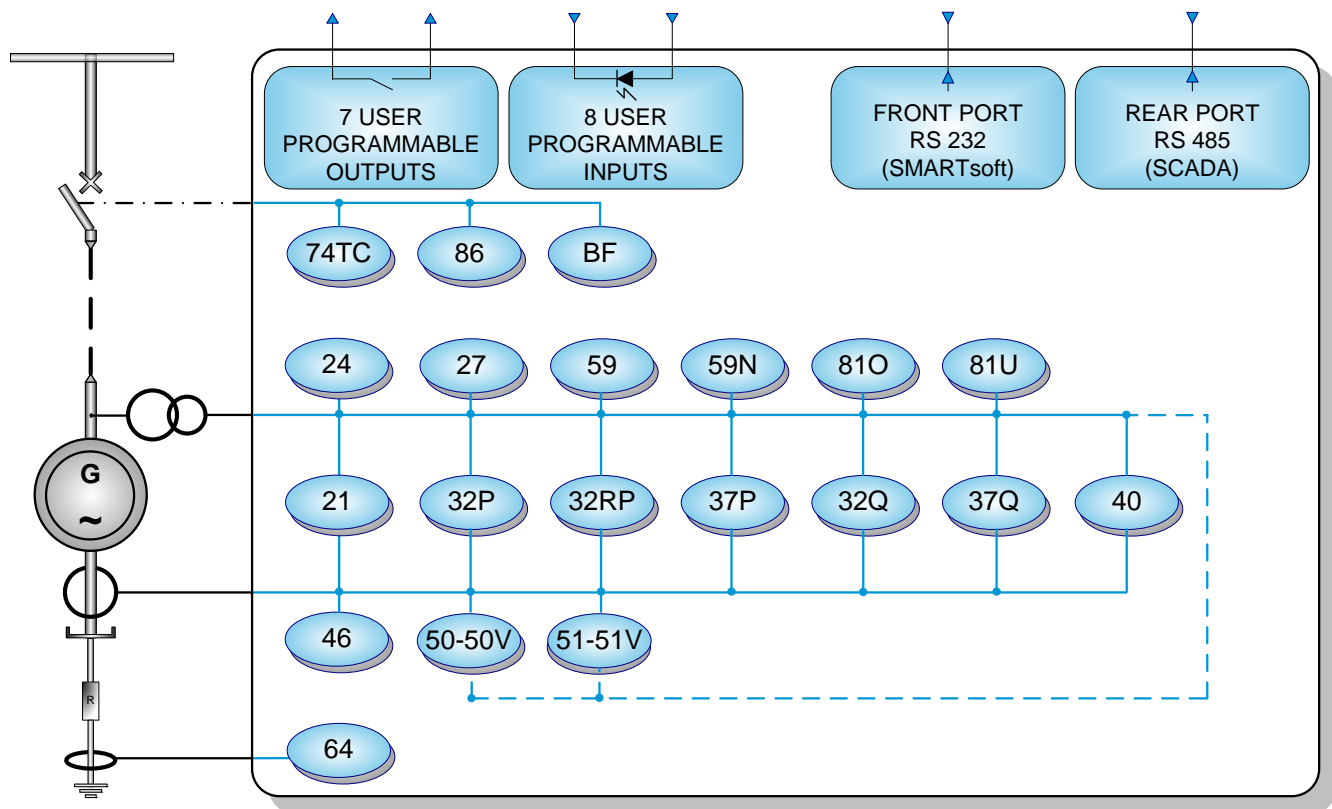 7 USER
PROGRAMMABLE
OUTPUTS
8 USER
PROGRAMMABLE
INPUTS
FRONT PORT
RS 232
(SMARTsoft)
REAR PORT
RS 485
(SCADA)
74TC
86
BF
24
27
59
59N
81O
81U
G
~
21
32P
32RP
37P
32Q
37Q
40
46
50-50V
51-51V
R
64